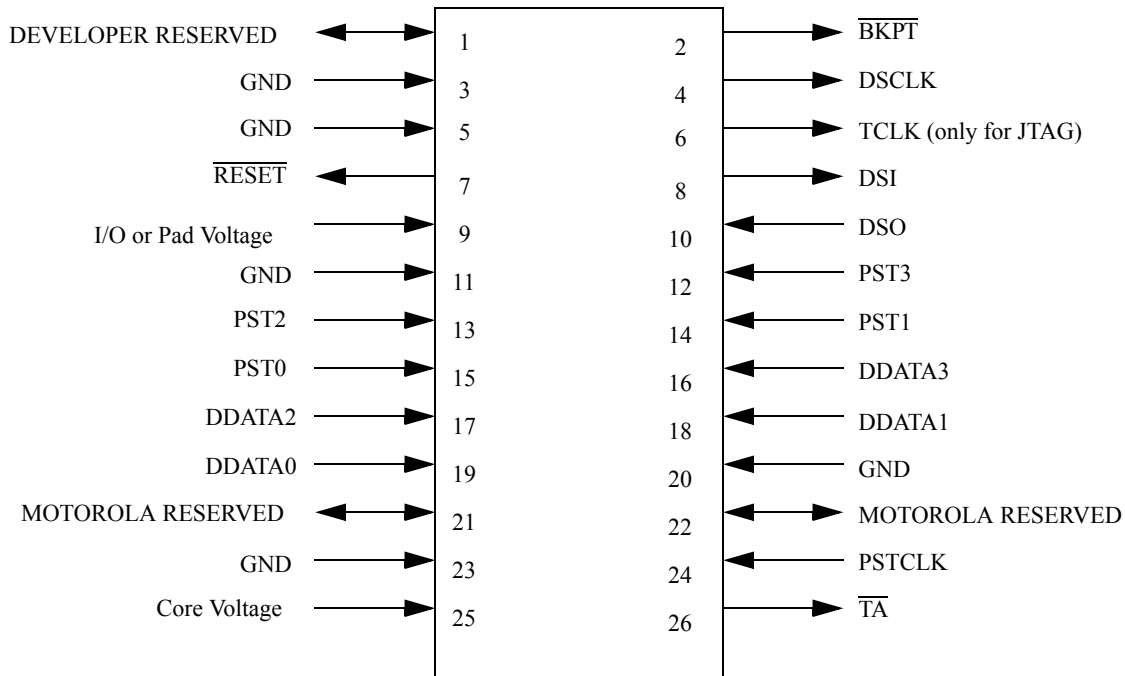 DEVELOPER RESERVED 1 2 BKPT
GND 3 4 DSCLK
GND 5 6 TCLK (only for JTAG)
RESET 7 8 DSI
I/O or Pad Voltage 9 10 DSO
GND 11 12 PST3
PST2 13 14 PST1
PST0 15 16 DDATA3
DDATA2 17 18 DDATA1
DDATA0 19 20 GND
MOTOROLA RESERVED 21 22 MOTOROLA RESERVED
GND 23 24 PSTCLK
Core Voltage 25 26 TA